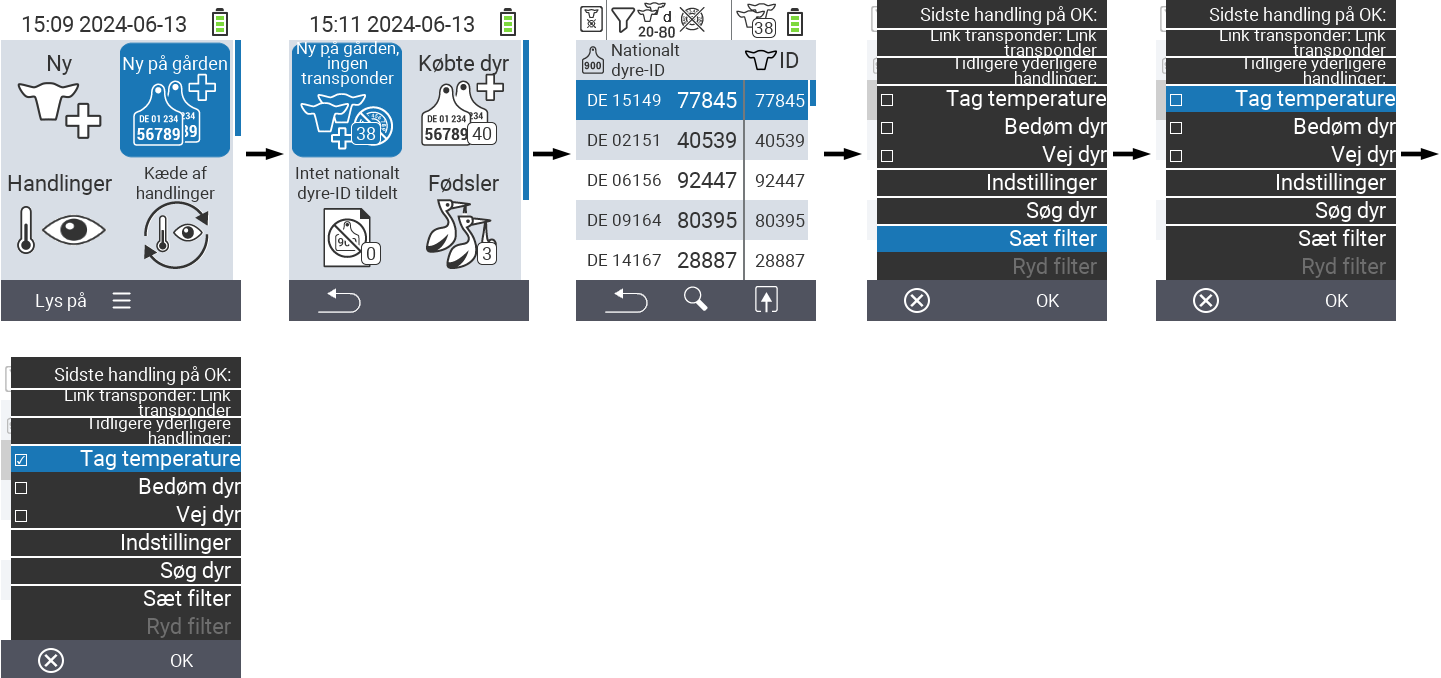 15:09 2024-06-13
Ny
Ny på gården
DE 01 234
234
56789
89
Handlinger
Kæde af
handlinger
Lys på
15:11 2024-06-13
Ny på gården,
ingen
transponder
38
Købte dyr
DE 01 234
234
56789
40
Intet nationalt
dyre-ID tildelt
900
0
Fødsler
3
d
20-80
38
900
Nationalt
dyre-ID
ID
DE 15149 77845 77845
DE 02151 40539 40539
DE 06156 92447 92447
DE 09164 80395 80395
DE 14167 28887 28887
Sidste handling på OK:
Link transponder: Link
transponder
Tidligere yderligere
handlinger:
Tag temperature
Bedøm dyr
Vej dyr
Indstillinger
Søg dyr
Sæt filter
Ryd filter
OK
Sidste handling på OK:
Link transponder: Link
transponder
Tidligere yderligere
handlinger:
Tag temperature
Bedøm dyr
Vej dyr
Indstillinger
Søg dyr
Sæt filter
Ryd filter
OK
Sidste handling på OK:
Link transponder: Link
transponder
Tidligere yderligere
handlinger:
Tag temperature
Bedøm dyr
Vej dyr
Indstillinger
Søg dyr
Sæt filter
Ryd filter
OK